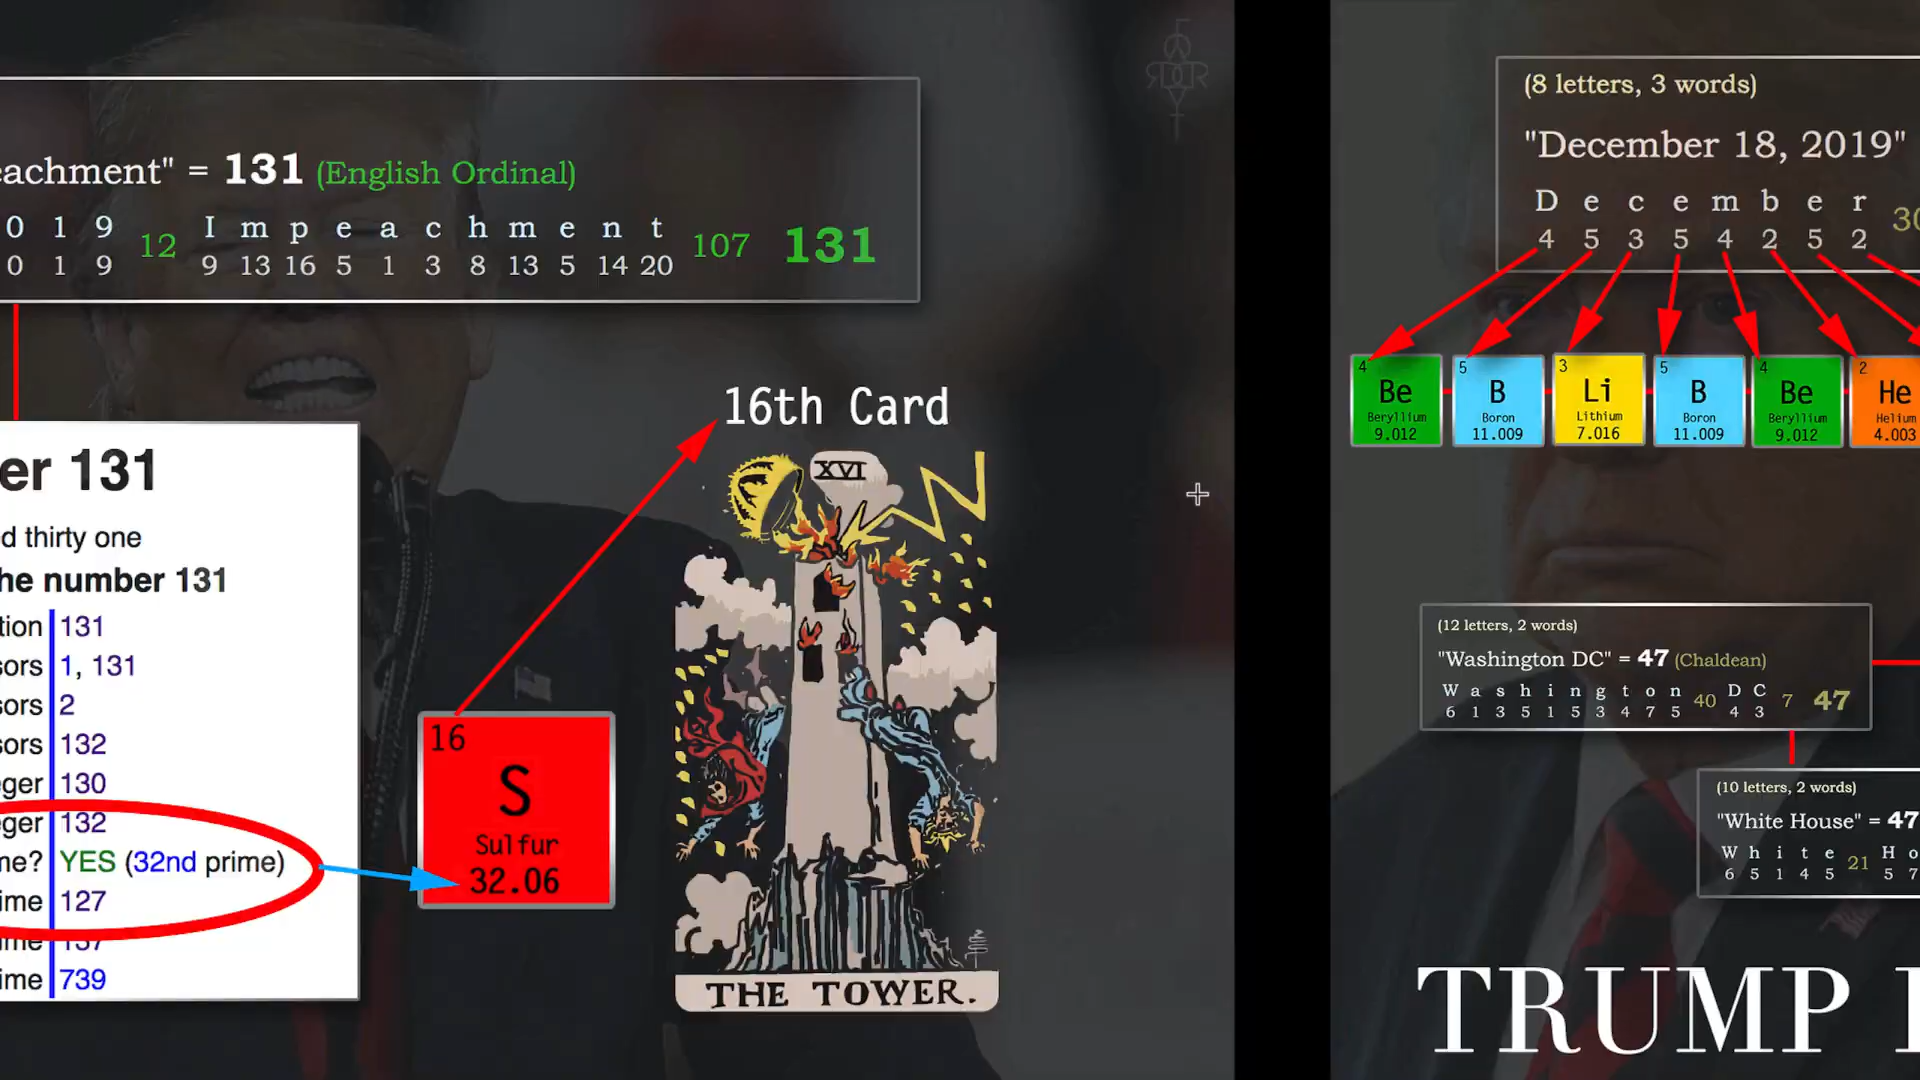 eachment" = 131 (English Ordinal)
0 1 9 12 I m p e a c h m e n t 107 131
0 1 9 9 13 16 5 1 3 8 13 5 14 20
er 131
d thirty one
he number 131
tion 131
sors 1, 131
sors 2
sors 132
eger 130
eger 132
me? YES (32nd prime)
ime 127
ime 137
ime 739
16
S
Sulfur
32.06
16th Card
XVI
THE TOWER.
(8 letters, 3 words)
"December 18, 2019"
D e c e m b e r
4 5 3 5 4 2 5 2 30
4 5 3 5 4 2
Be B Li B Be He
Beryllium Boron Lithium Boron Beryllium Helium
9.012 11.009 7.016 11.009 9.012 4.003
(12 letters, 2 words)
"Washington DC" = 47 (Chaldean)
W a s h i n g t o n 40 D C 7 47
6 1 3 5 1 5 3 4 7 5 4 3
(10 letters, 2 words)
"White House" = 47
W h i t e 21 H o
6 5 1 4 5 5 7
TRUMP